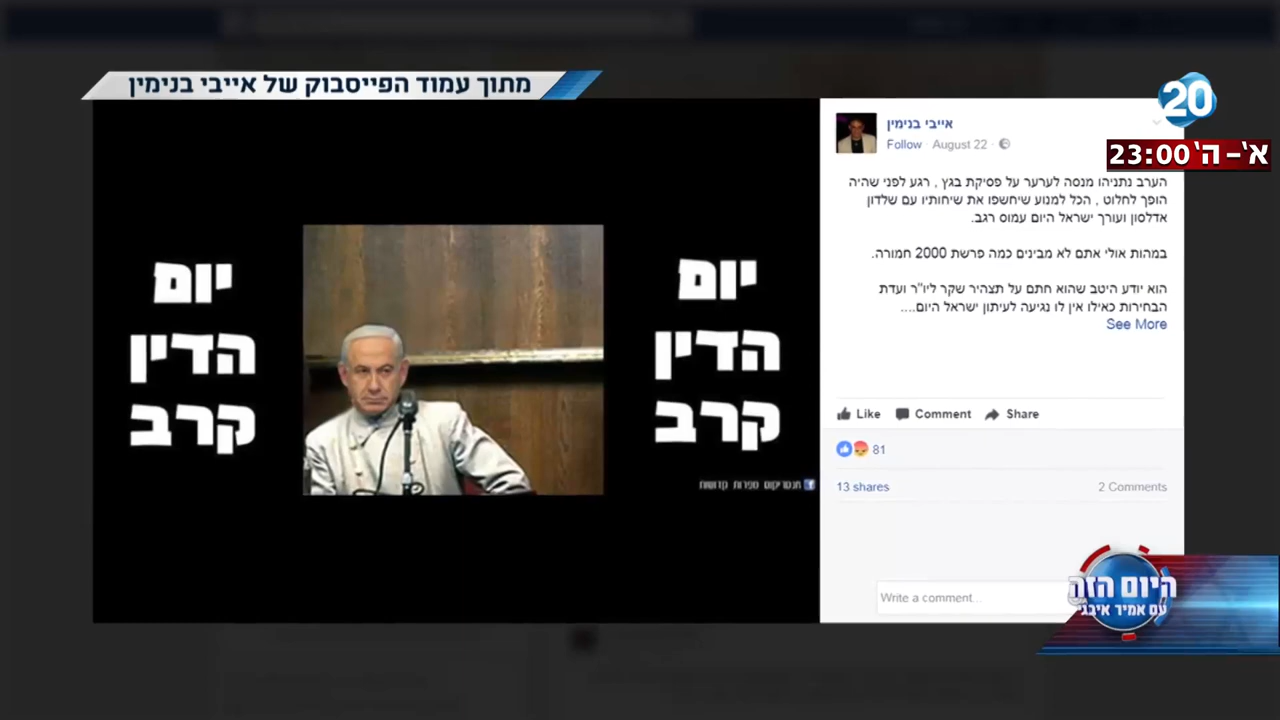 מתוך עמוד הפייסבוק של אייבי בנימין
20
א'-ה' 23:00
יום
הדין
קרב
יום
הדין
קרב
תנטריקום ספרות קדושות
אייבי בנימין
Follow · August 22 ·
הערב נתניהו מנסה לערער על פסיקת בגץ , רגע לפני שהיה
הופך לחלוט , הכל למנוע שיחשפו את שיחותיו עם שלדון
אדלסון ועורך ישראל היום עמוס רגב.
במהות אולי אתם לא מבינים כמה פרשת 2000 חמורה.
הוא יודע היטב שהוא חתם על תצהיר שקר ליו"ר ועדת
הבחירות כאילו אין לו נגיעה לעיתון ישראל היום....
See More
Like Comment Share
81
13 shares 2 Comments
Write a comment...
היום הזה
עם אמיר איבגי